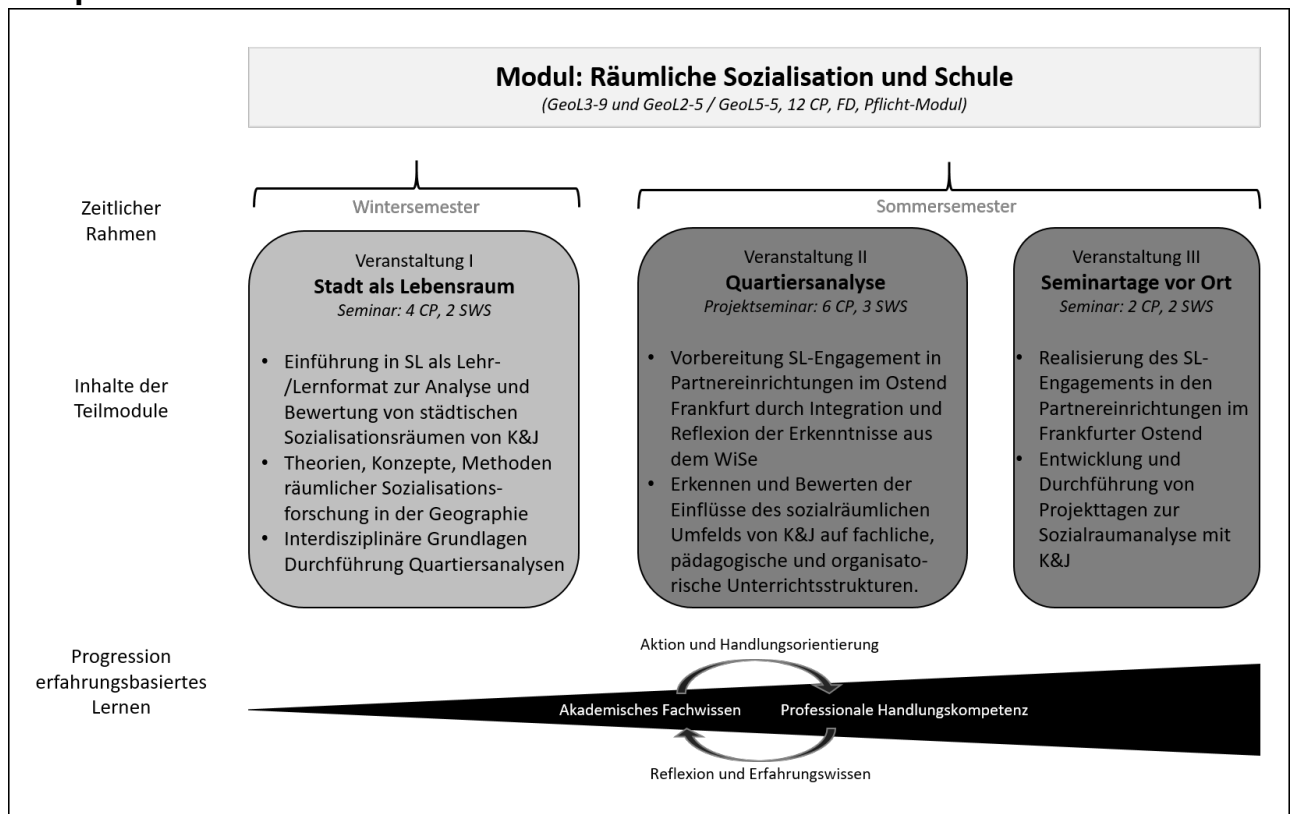 Modul: Räumliche Sozialisation und Schule
(GeoL3-9 und GeoL2-5 / GeoL5-5, 12 CP, FD, Pflicht-Modul)
Zeitlicher
Rahmen
Wintersemester
Sommersemester
Inhalte der
Teilmodule
Veranstaltung I
Stadt als Lebensraum
Seminar: 4 CP, 2 SWS
• Einführung in SL als Lehr-
/Lernformat zur Analyse und
Bewertung von städtischen
Sozialisationsräumen von K&J
• Theorien, Konzepte, Methoden
räumlicher Sozialisations-
forschung in der Geographie
• Interdisziplinäre Grundlagen
Durchführung Quartiersanalysen
Veranstaltung II
Quartiersanalyse
Projektseminar: 6 CP, 3 SWS
• Vorbereitung SL-Engagement in
Partnereinrichtungen im Ostend
Frankfurt durch Integration und
Reflexion der Erkenntnisse aus
dem WiSe
• Erkennen und Bewerten der
Einflüsse des sozialräumlichen
Umfelds von K&J auf fachliche,
pädagogische und organisato-
rische Unterrichtsstrukturen.
Veranstaltung III
Seminartage vor Ort
Seminar: 2 CP, 2 SWS
• Realisierung des SL-
Engagements in den
Partnereinrichtungen im
Frankfurter Ostend
• Entwicklung und
Durchführung von
Projekttagen zur
Sozialraumanalyse mit
K&J
Progression
erfahrungsbasiertes
Lernen
Aktion und Handlungsorientierung
Akademisches Fachwissen
Professionale Handlungskompetenz
Reflexion und Erfahrungswissen